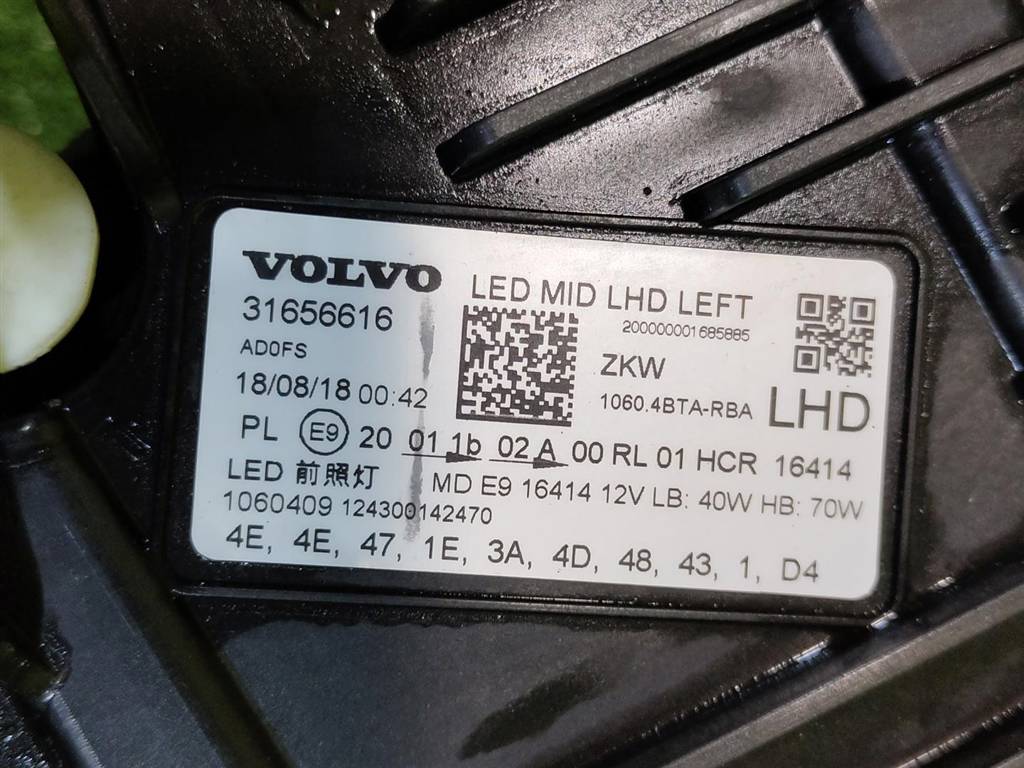 VOLVO
LED MID LHD LEFT
31656616
200000001685885
AD0FS
ZKW
18/08/18 00:42
1060.4BTA-RBA
LHD
PL E9 20 01 1b 02 A 00 RL 01 HCR 16414
LED 前照灯
MD E9 16414 12V LB: 40W HB: 70W
1060409 124300142470
4E, 4E, 47, 1E, 3A, 4D, 48, 43, 1, D4